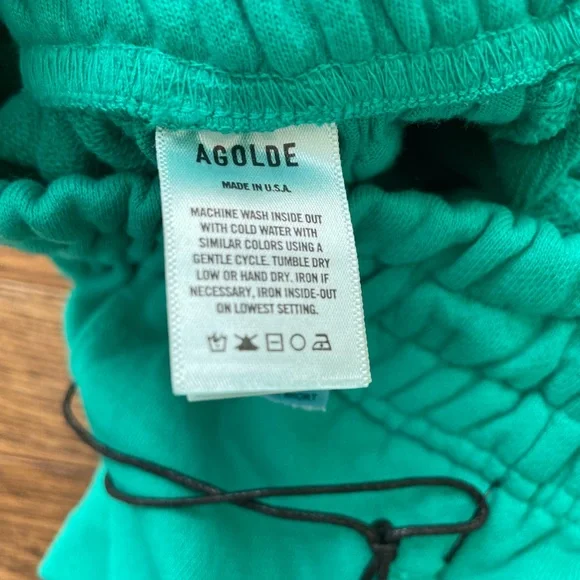 AGOLDE
MADE IN U.S.A.
MACHINE WASH INSIDE OUT
WITH COLD WATER WITH
SIMILAR COLORS USING A
GENTLE CYCLE. TUMBLE DRY
LOW OR HAND DRY. IRON IF
NECESSARY, IRON INSIDE-OUT
ON LOWEST SETTING.